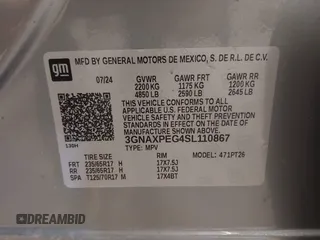 gm
MFD BY GENERAL MOTORS DE MEXICO, S. DE R.L. DE C.V.
07/24 GVWR GAWR FRT GAWR RR
2200 KG 1175 KG 1200 KG
4850 LB 2590 LB 2645 LB
THIS VEHICLE CONFORMS TO ALL APPLICABLE
U.S. FEDERAL MOTOR
VEHICLE SAFETY, BUMPER, AND THEFT
PREVENTION STANDARDS IN EFFECT ON THE
DATE OF MANUFACTURE SHOWN ABOVE.
3GNAXPEG4SL110867
TYPE: MPV
MODEL: 471PT26
TIRE SIZE SPEED RTG RIM
FRT 235/65R17 H 17X7.5J
RR 235/65R17 H 17X7.5J
SPA T125/70R17 M 17X4BT
DREAMBID